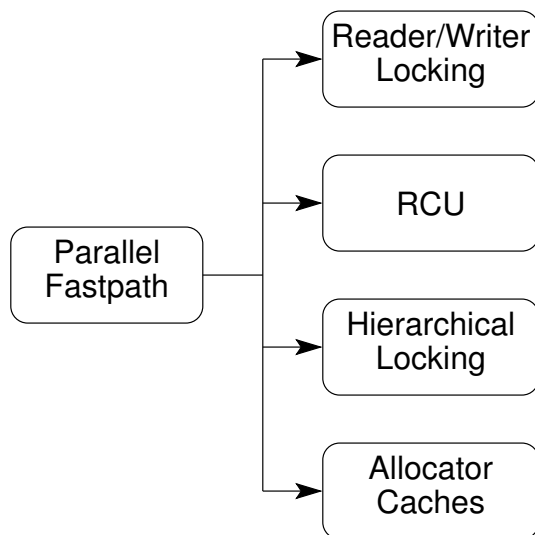 Reader/Writer
Locking
RCU
Parallel
Fastpath
Hierarchical
Locking
Allocator
Caches